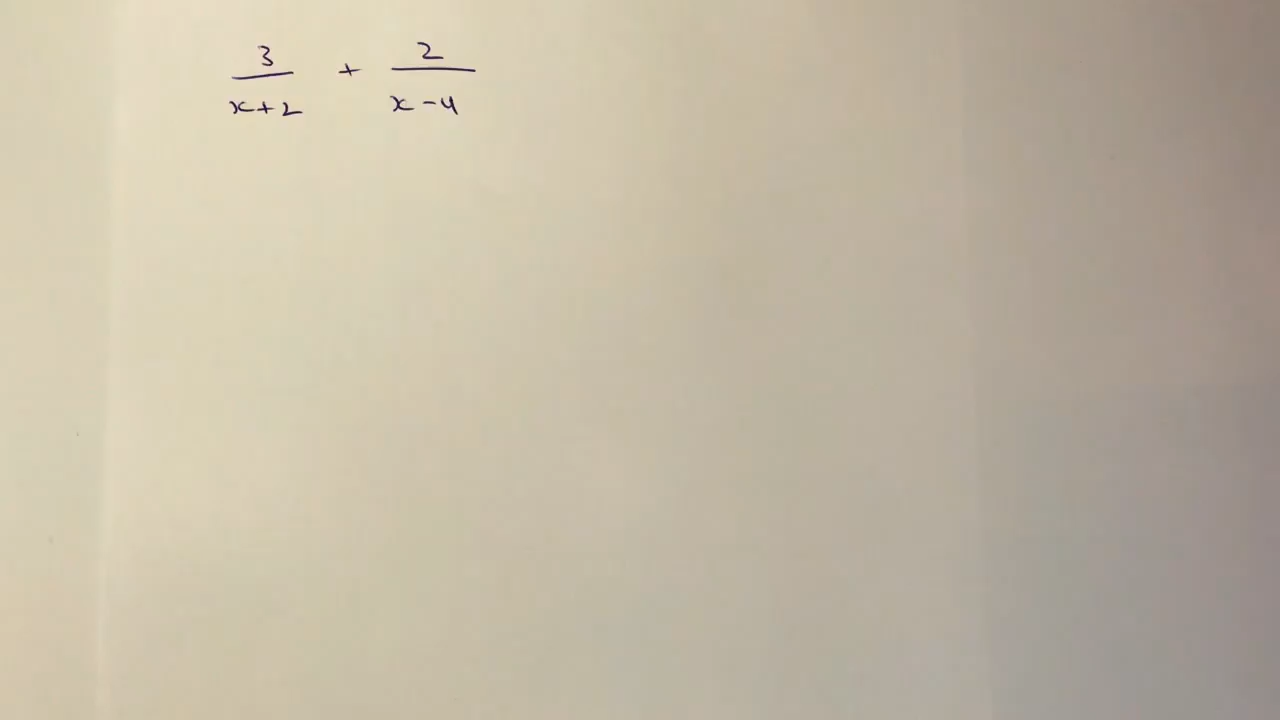 3/(x+2) + 2/(x-4)